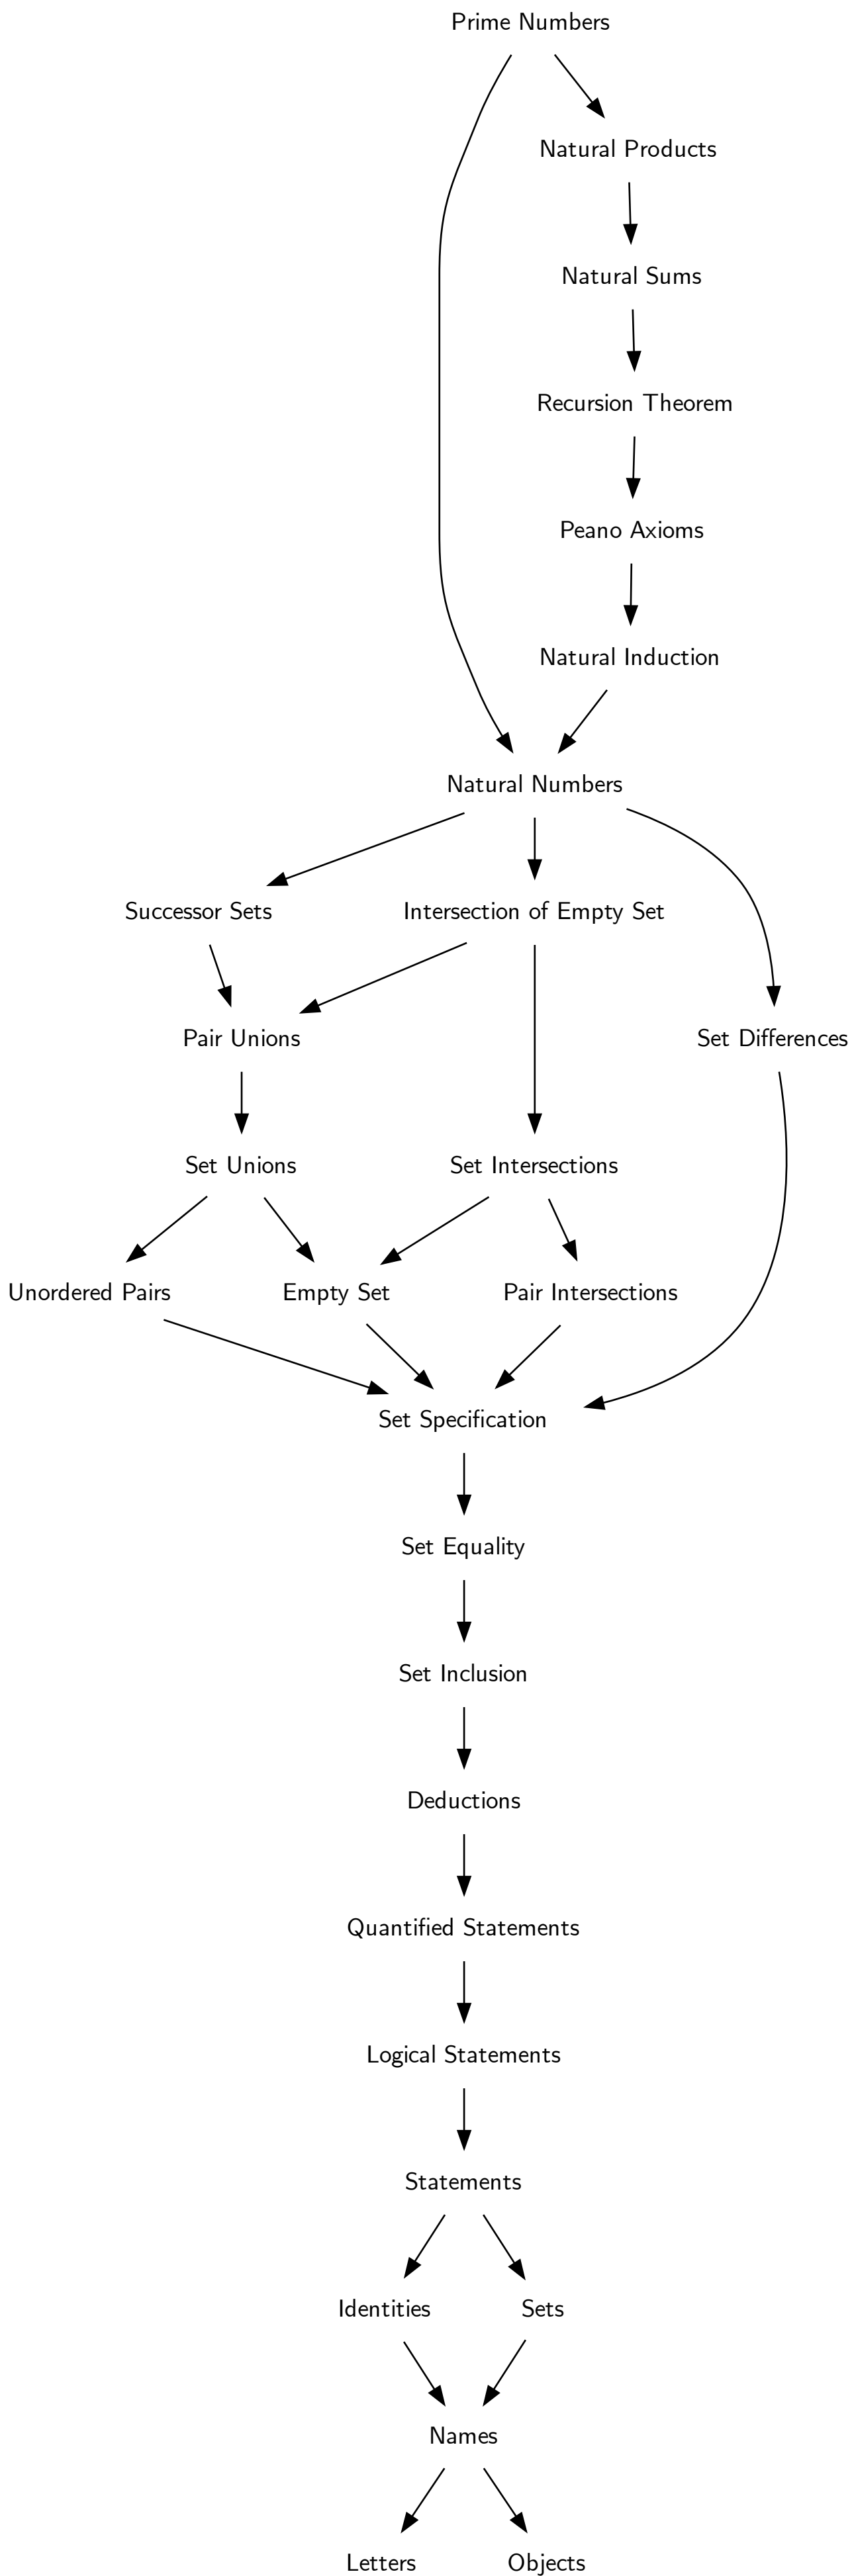 Prime Numbers
Natural Products
Natural Sums
Recursion Theorem
Peano Axioms
Natural Induction
Natural Numbers
Successor Sets
Intersection of Empty Set
Pair Unions
Set Differences
Set Unions
Set Intersections
Unordered Pairs
Empty Set
Pair Intersections
Set Specification
Set Equality
Set Inclusion
Deductions
Quantified Statements
Logical Statements
Statements
Identities
Sets
Names
Letters
Objects